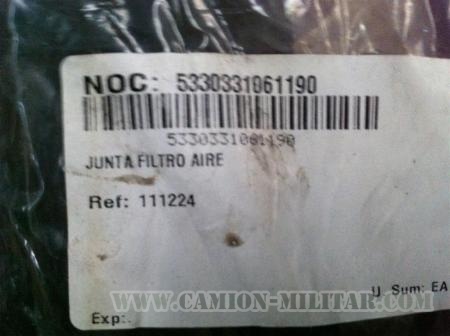 NOC: 5330331061190
5330331061190
JUNTA FILTRO AIRE
Ref: 111224
U Sum: EA
WWW.CAMION-MILITAR.COM
Exp:.